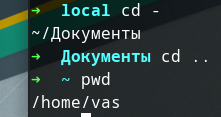 ➜ local cd -
~/Документы
➜ Документы cd ..
➜ ~ pwd
/home/vas